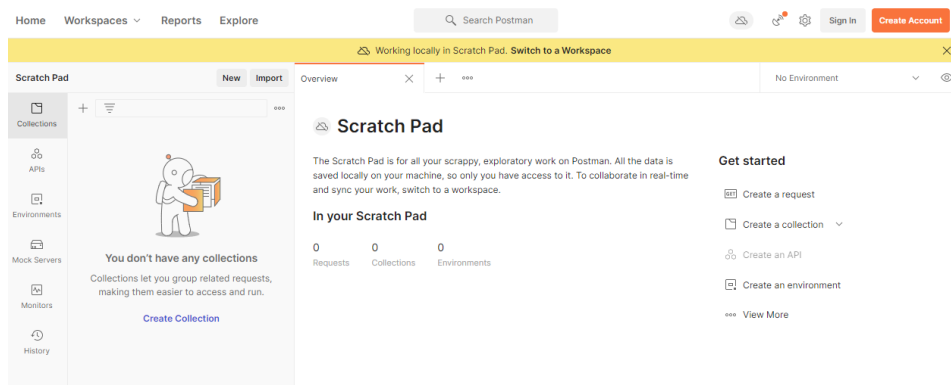 Home Workspaces Reports Explore Search Postman Sign In Create Account
Working locally in Scratch Pad. Switch to a Workspace
Scratch Pad New Import Overview No Environment
Collections
APIs
Environments
Mock Servers
Monitors
History
You don't have any collections
Collections let you group related requests,
making them easier to access and run.
Create Collection
Scratch Pad
The Scratch Pad is for all your scrappy, exploratory work on Postman. All the data is
saved locally on your machine, so only you have access to it. To collaborate in real-time
and sync your work, switch to a workspace.
In your Scratch Pad
0 0 0
Requests Collections Environments
Get started
GET Create a request
Create a collection
Create an API
Create an environment
View More